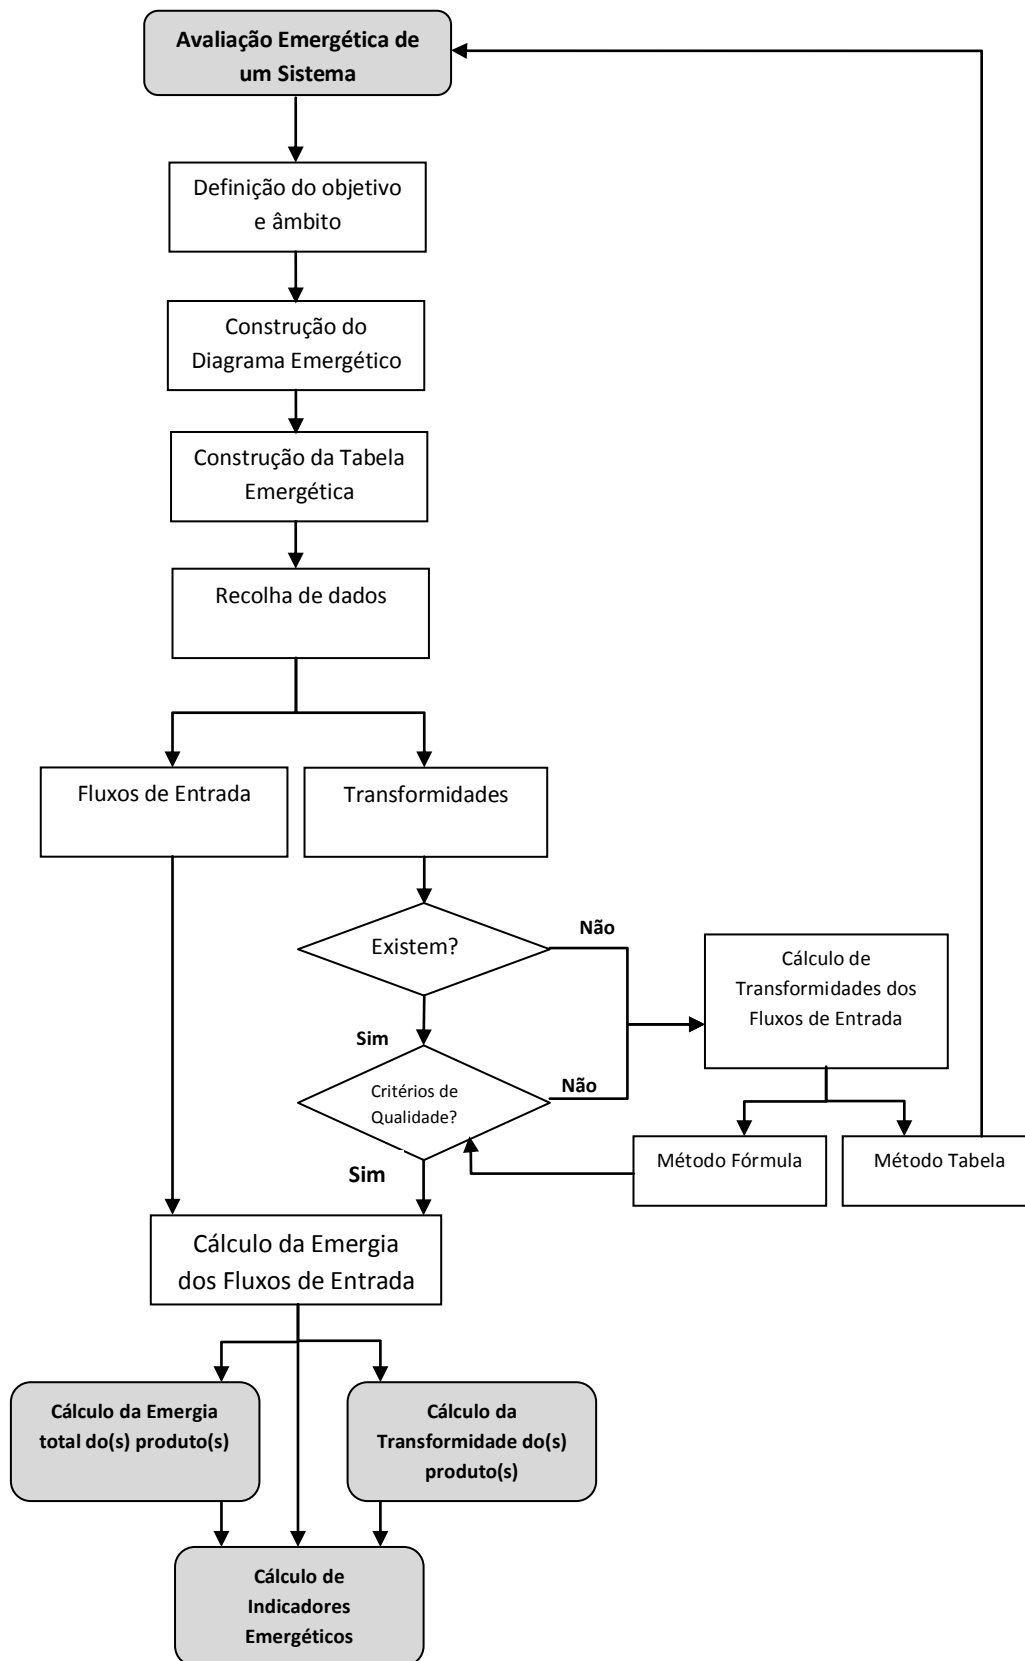 Avaliação Emergética de
um Sistema
Definição do objetivo
e âmbito
Construção do
Diagrama Emergético
Construção da Tabela
Emergética
Recolha de dados
Fluxos de Entrada
Transformidades
Existem?
Não
Cálculo de
Transformidades dos
Fluxos de Entrada
Sim
Critérios de
Qualidade?
Não
Método Fórmula
Método Tabela
Sim
Cálculo da Emergia
dos Fluxos de Entrada
Cálculo da Emergia
total do(s) produto(s)
Cálculo da
Transformidade do(s)
produto(s)
Cálculo de
Indicadores
Emergéticos